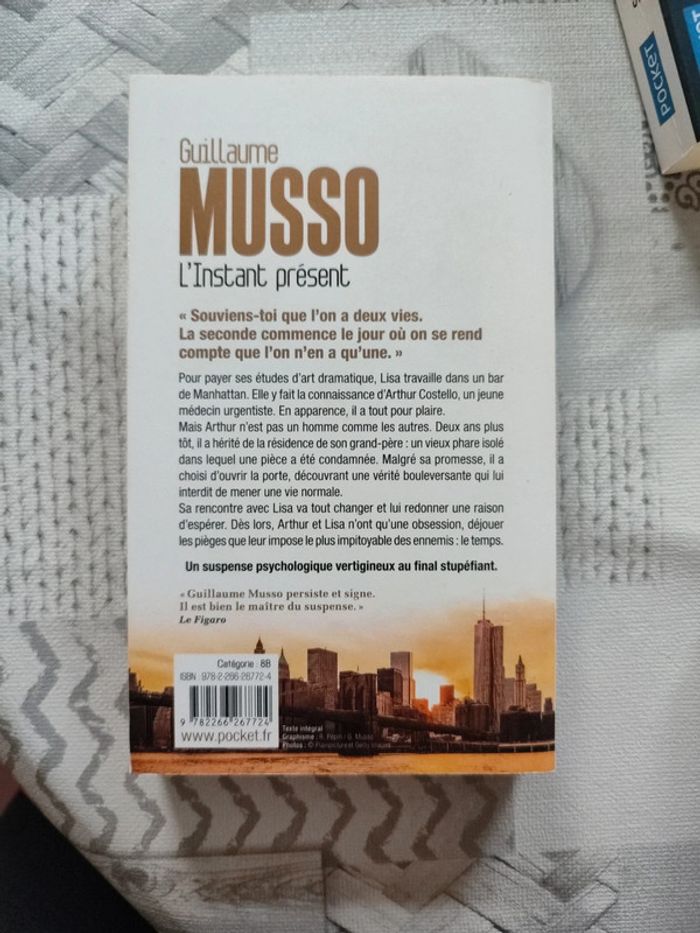 Guillaume
MUSSO
L'Instant présent
« Souviens-toi que l'on a deux vies.
La seconde commence le jour où on se rend
compte que l'on n'en a qu'une. »
Pour payer ses études d'art dramatique, Lisa travaille dans un bar
de Manhattan. Elle y fait la connaissance d'Arthur Costello, un jeune
médecin urgentiste. En apparence, il a tout pour plaire.
Mais Arthur n'est pas un homme comme les autres. Deux ans plus
tôt, il a hérité de la résidence de son grand-père : un vieux phare isolé
dans lequel une pièce a été condamnée. Malgré sa promesse, il a
choisi d'ouvrir la porte, découvrant une vérité bouleversante qui lui
interdit de mener une vie normale.
Sa rencontre avec Lisa va tout changer et lui redonner une raison
d'espérer. Dès lors, Arthur et Lisa n'ont qu'une obsession, déjouer
les pièges que leur impose le plus impitoyable des ennemis : le temps.
Un suspense psychologique vertigineux au final stupéfiant.
« Guillaume Musso persiste et signe.
Il est bien le maître du suspense. »
Le Figaro
Catégorie : 8B
ISBN : 978-2-266-26772-4
9 782266 267724
www.pocket.fr
Texte intégral
Graphisme : R. Pépin / G. Musso
Photos : © Plainpicture et Getty Images
POCKET